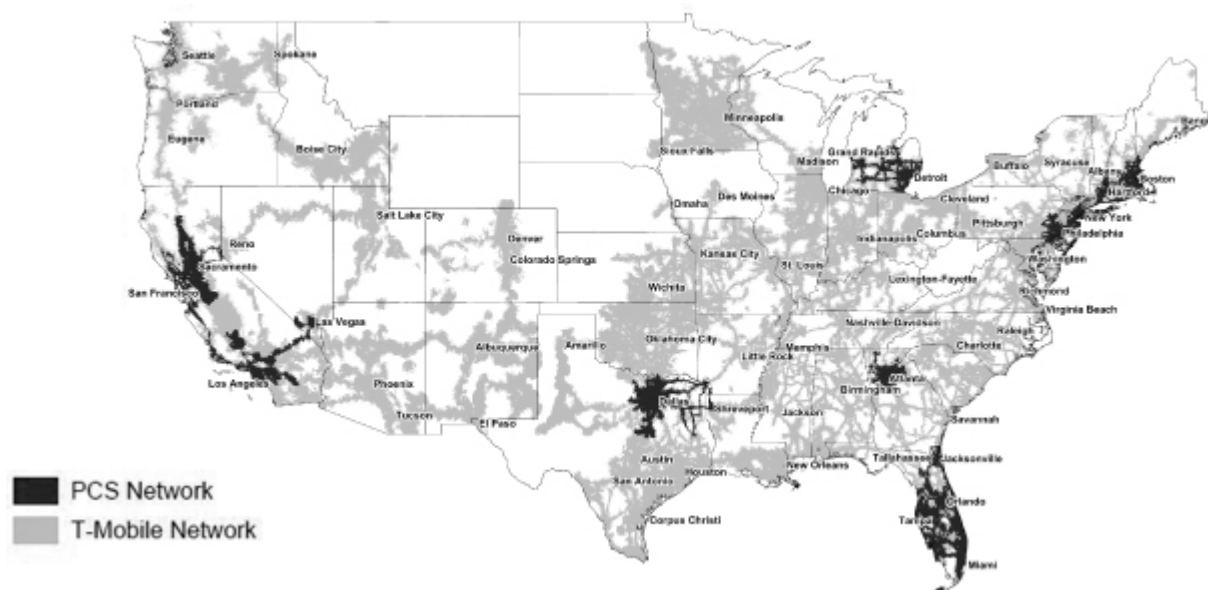 Seattle
Spokane
Portland
Eugene
Boise City
Minneapolis
Sioux Falls
Madison
Grand Rapids
Detroit
Chicago
Buffalo
Syracuse
Albany
Boston
Hartford
New York
Cleveland
Pittsburgh
Philadelphia
Omaha
Des Moines
Salt Lake City
Reno
Sacramento
San Francisco
Denver
Colorado Springs
Kansas City
St. Louis
Indianapolis
Columbus
Washington
Lexington-Fayette
Richmond
Virginia Beach
Las Vegas
Wichita
Los Angeles
Phoenix
Tucson
Albuquerque
Amarillo
Oklahoma City
Little Rock
Memphis
Nashville-Davidson
Raleigh
Charlotte
Atlanta
Birmingham
El Paso
Dallas
Shreveport
Jackson
Savannah
Austin
San Antonio
Houston
New Orleans
Tallahassee
Jacksonville
Orlando
Tampa
Corpus Christi
Miami
PCS Network
T-Mobile Network